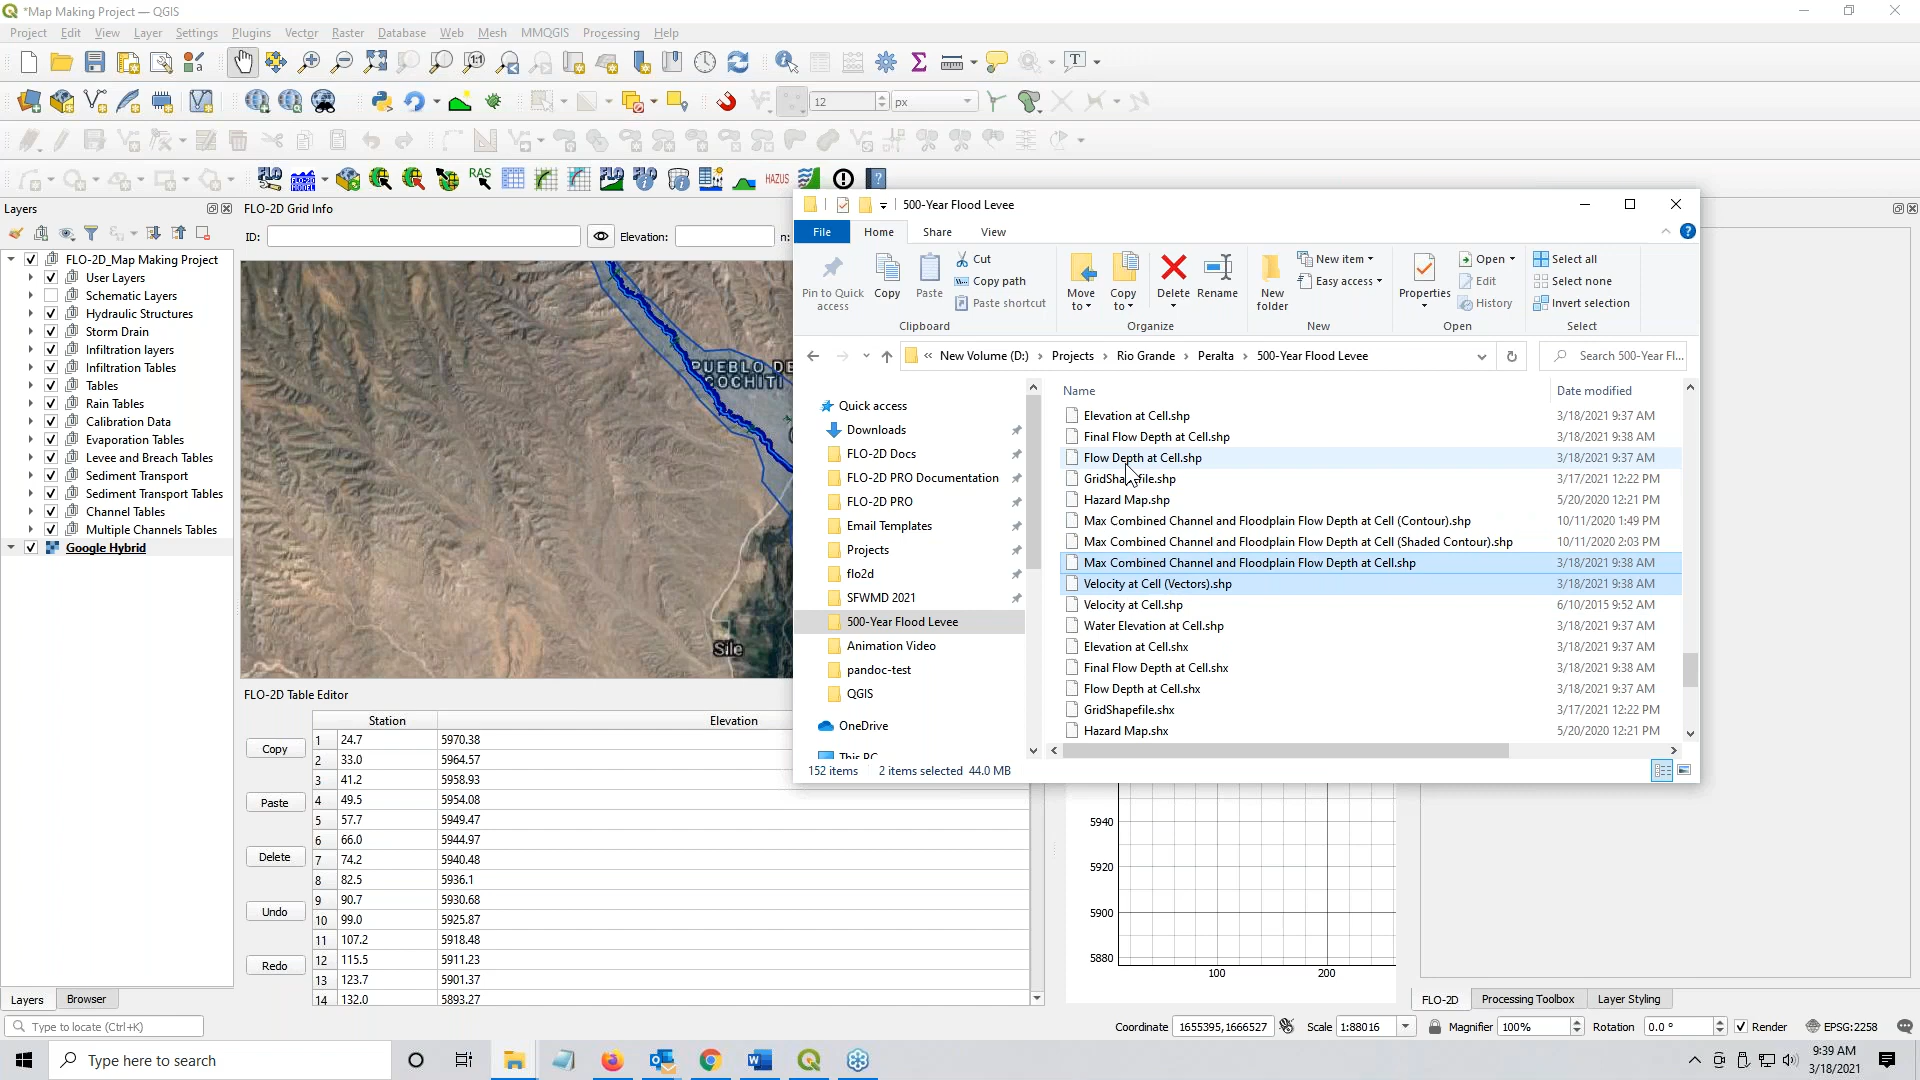 *Map Making Project — QGIS
Project Edit View Layer Settings Plugins Vector Raster Database Web Mesh MMQGIS Processing Help
12 px
RAS HAZUS
Layers
FLO-2D_Map Making Project
User Layers
Schematic Layers
Hydraulic Structures
Storm Drain
Infiltration layers
Infiltration Tables
Tables
Rain Tables
Calibration Data
Evaporation Tables
Levee and Breach Tables
Sediment Transport
Sediment Transport Tables
Channel Tables
Multiple Channels Tables
Google Hybrid
Layers Browser
FLO-2D Grid Info
ID: Elevation: n:
PUEBLO DE
COCHITI
Sile
FLO-2D Table Editor
Copy
Paste
Delete
Undo
Redo
Station Elevation
1 24.7 5970.38
2 33.0 5964.57
3 41.2 5958.93
4 49.5 5954.08
5 57.7 5949.47
6 66.0 5944.97
7 74.2 5940.48
8 82.5 5936.1
9 90.7 5930.68
10 99.0 5925.87
11 107.2 5918.48
12 115.5 5911.23
13 123.7 5901.37
14 132.0 5893.27
500-Year Flood Levee
File Home Share View
Pin to Quick access
Copy
Paste
Cut
Copy path
Paste shortcut
Clipboard
Move to
Copy to
Delete
Rename
Organize
New folder
New item
Easy access
New
Properties
Open
Edit
History
Open
Select all
Select none
Invert selection
Select
« New Volume (D:) › Projects › Rio Grande › Peralta › 500-Year Flood Levee
Search 500-Year Fl...
Quick access
Downloads
FLO-2D Docs
FLO-2D PRO Documentation
FLO-2D PRO
Email Templates
Projects
flo2d
SFWMD 2021
500-Year Flood Levee
Animation Video
pandoc-test
QGIS
OneDrive
This PC
Name Date modified
Elevation at Cell.shp 3/18/2021 9:37 AM
Final Flow Depth at Cell.shp 3/18/2021 9:38 AM
Flow Depth at Cell.shp 3/18/2021 9:37 AM
GridShapefile.shp 3/17/2021 12:22 PM
Hazard Map.shp 5/20/2020 12:21 PM
Max Combined Channel and Floodplain Flow Depth at Cell (Contour).shp 10/11/2020 1:49 PM
Max Combined Channel and Floodplain Flow Depth at Cell (Shaded Contour).shp 10/11/2020 2:03 PM
Max Combined Channel and Floodplain Flow Depth at Cell.shp 3/18/2021 9:38 AM
Velocity at Cell (Vectors).shp 3/18/2021 9:38 AM
Velocity at Cell.shp 6/10/2015 9:52 AM
Water Elevation at Cell.shp 3/18/2021 9:37 AM
Elevation at Cell.shx 3/18/2021 9:37 AM
Final Flow Depth at Cell.shx 3/18/2021 9:38 AM
Flow Depth at Cell.shx 3/18/2021 9:37 AM
GridShapefile.shx 3/17/2021 12:22 PM
Hazard Map.shx 5/20/2020 12:21 PM
152 items 2 items selected 44.0 MB
5940
5920
5900
5880
100 200
FLO-2D Processing Toolbox Layer Styling
Type to locate (Ctrl+K)
Coordinate 1655395,1666527 Scale 1:88016 Magnifier 100% Rotation 0.0 ° Render EPSG:2258
Type here to search
9:39 AM
3/18/2021